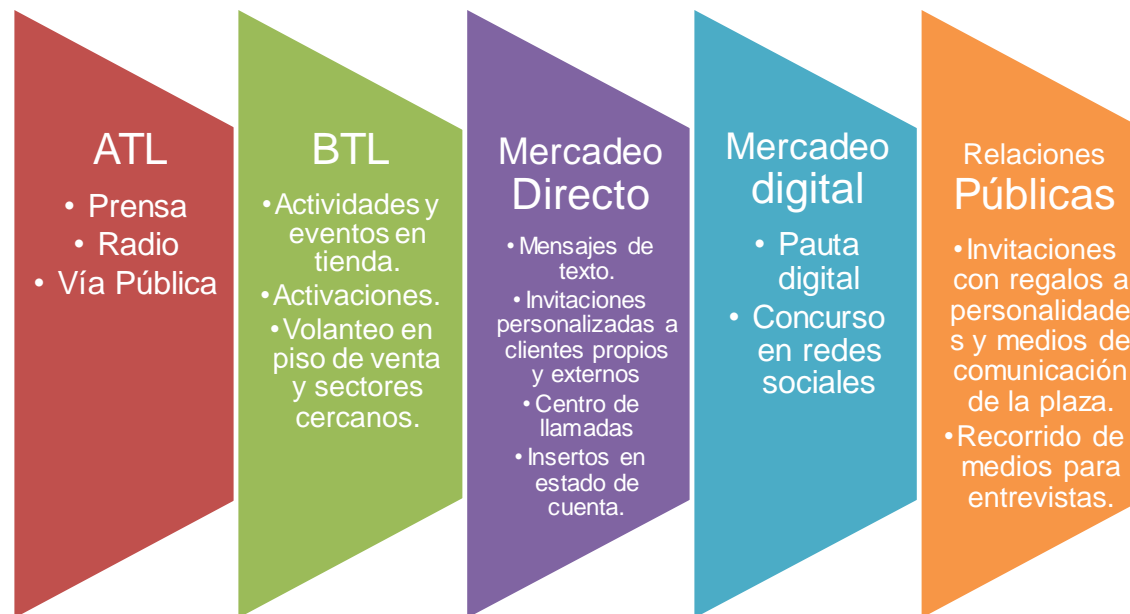 ATL
• Prensa
• Radio
• Vía Pública
BTL
• Actividades y
eventos en
tienda.
• Activaciones.
• Volanteo en
piso de venta
y sectores
cercanos.
Mercadeo
Directo
• Mensajes de
texto.
• Invitaciones
personalizadas a
clientes propios
y externos
• Centro de
llamadas
• Insertos en
estado de
cuenta.
Mercadeo
digital
• Pauta
digital
• Concurso
en redes
sociales
Relaciones
Públicas
• Invitaciones
con regalos a
personalidade
s y medios de
comunicación
de la plaza.
• Recorrido de
medios para
entrevistas.